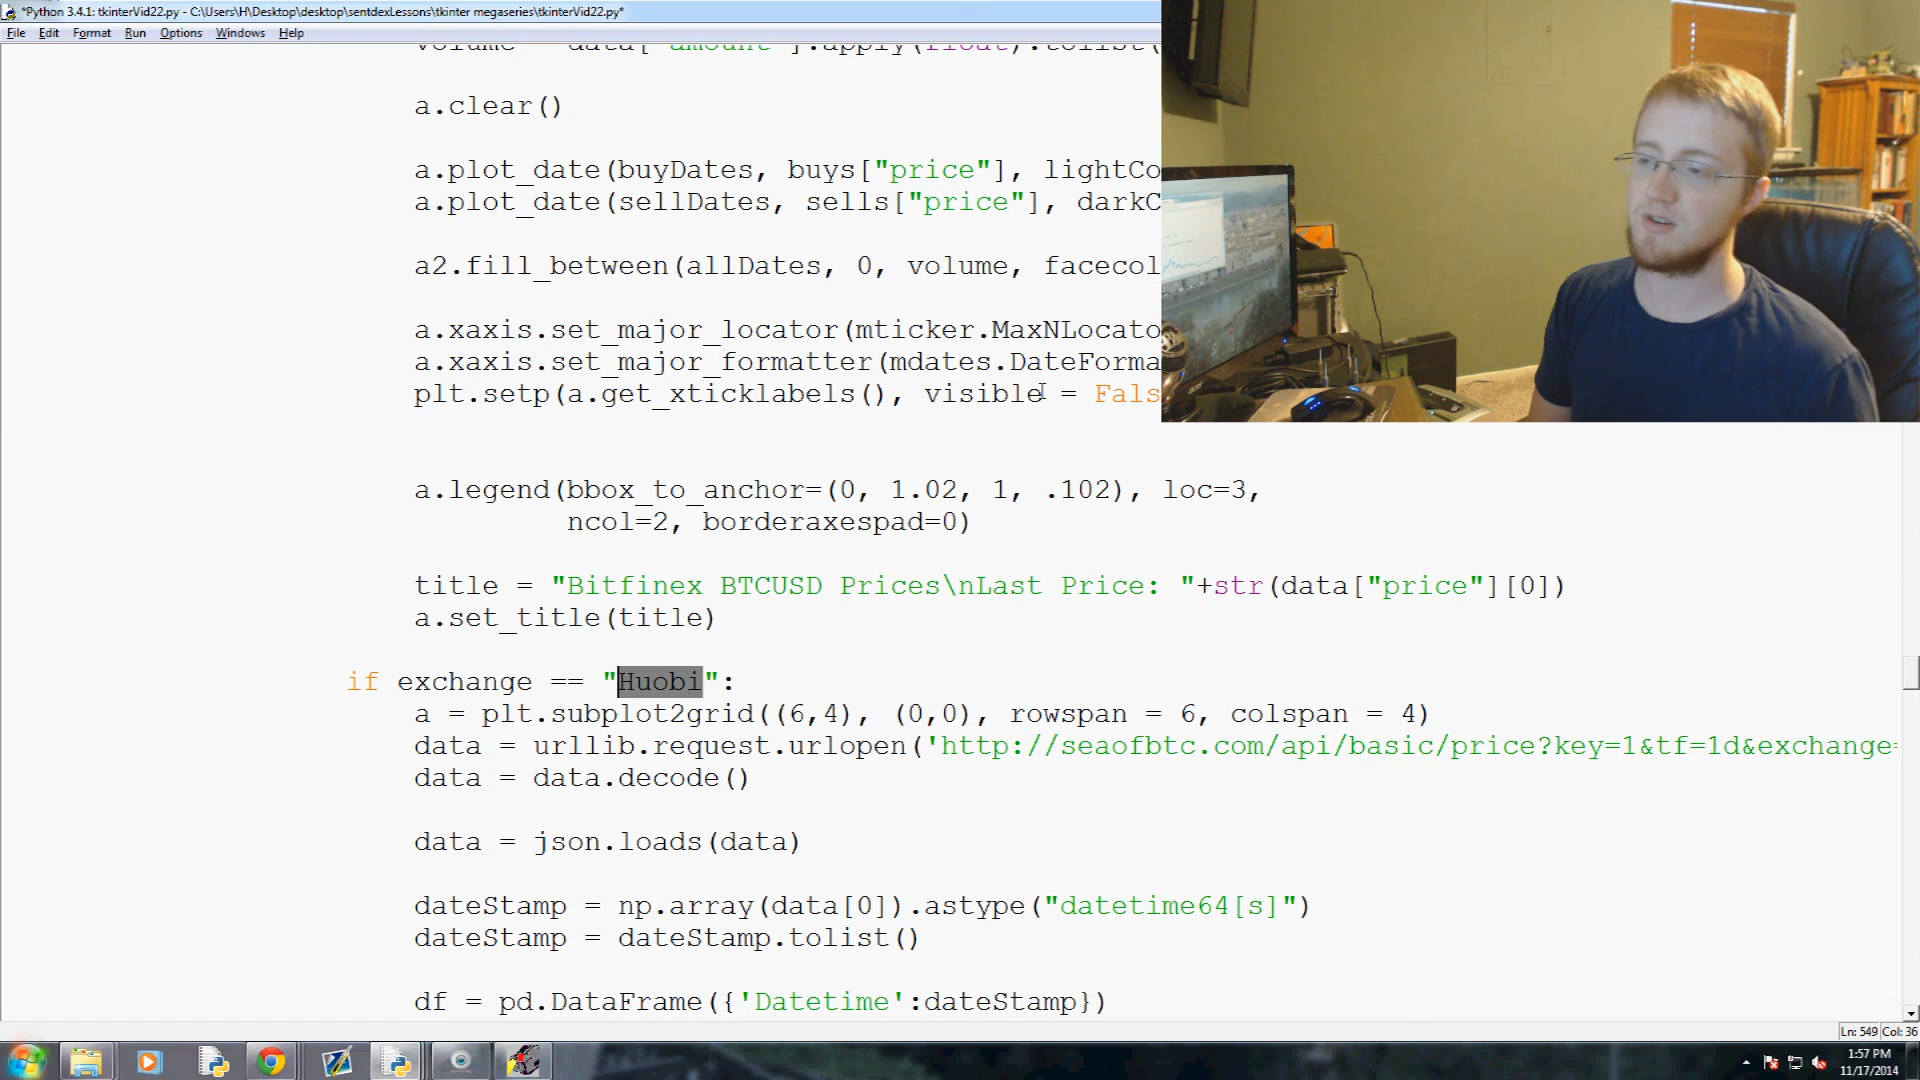 *Python 3.4.1: tkinterVid22.py - C:\Users\H\Desktop\desktop\sentdexLessons\tkinter megaseries\tkinterVid22.py*
File Edit Format Run Options Windows Help
volume = data["amount"].apply(float).tolist(
a.clear()
a.plot_date(buyDates, buys["price"], lightCo
a.plot_date(sellDates, sells["price"], darkC
a2.fill_between(allDates, 0, volume, facecol
a.xaxis.set_major_locator(mticker.MaxNLocato
a.xaxis.set_major_formatter(mdates.DateForma
plt.setp(a.get_xticklabels(), visible = Fals
a.legend(bbox_to_anchor=(0, 1.02, 1, .102), loc=3,
ncol=2, borderaxespad=0)
title = "Bitfinex BTCUSD Prices\nLast Price: "+str(data["price"][0])
a.set_title(title)
if exchange == "Huobi":
a = plt.subplot2grid((6,4), (0,0), rowspan = 6, colspan = 4)
data = urllib.request.urlopen('http://seaofbtc.com/api/basic/price?key=1&tf=1d&exchange=
data = data.decode()
data = json.loads(data)
dateStamp = np.array(data[0]).astype("datetime64[s]")
dateStamp = dateStamp.tolist()
df = pd.DataFrame({'Datetime':dateStamp})
Ln: 549 Col: 36
1:57 PM
11/17/2014